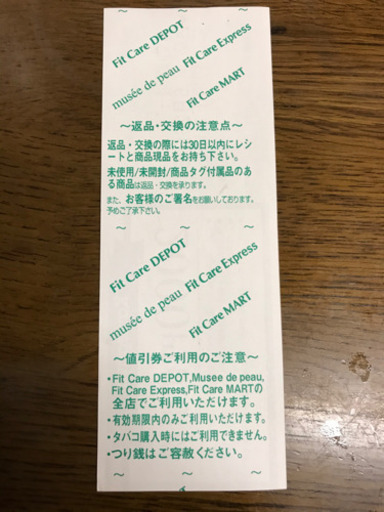 Fit Care DEPOT
musée de peau Fit Care Express
Fit Care MART
～返品・交換の注意点～
返品・交換の際には30日以内にレシ
ートと商品現品をお持ち下さい。
未使用/未開封/商品タグ付属品のあ
る商品は返品・交換を承ります。
また、お客様のご署名をお願いしております。
予めご了承下さい。
Fit Care DEPOT
musée de peau Fit Care Express
Fit Care MART
～値引券ご利用のご注意～
・Fit Care DEPOT,Musee de peau,
Fit Care Express,Fit Care MARTの
全店でご利用いただけます。
・有効期限内のみご利用いただけます。
・タバコ購入時にはご利用できません。
・つり銭はご容赦ください。